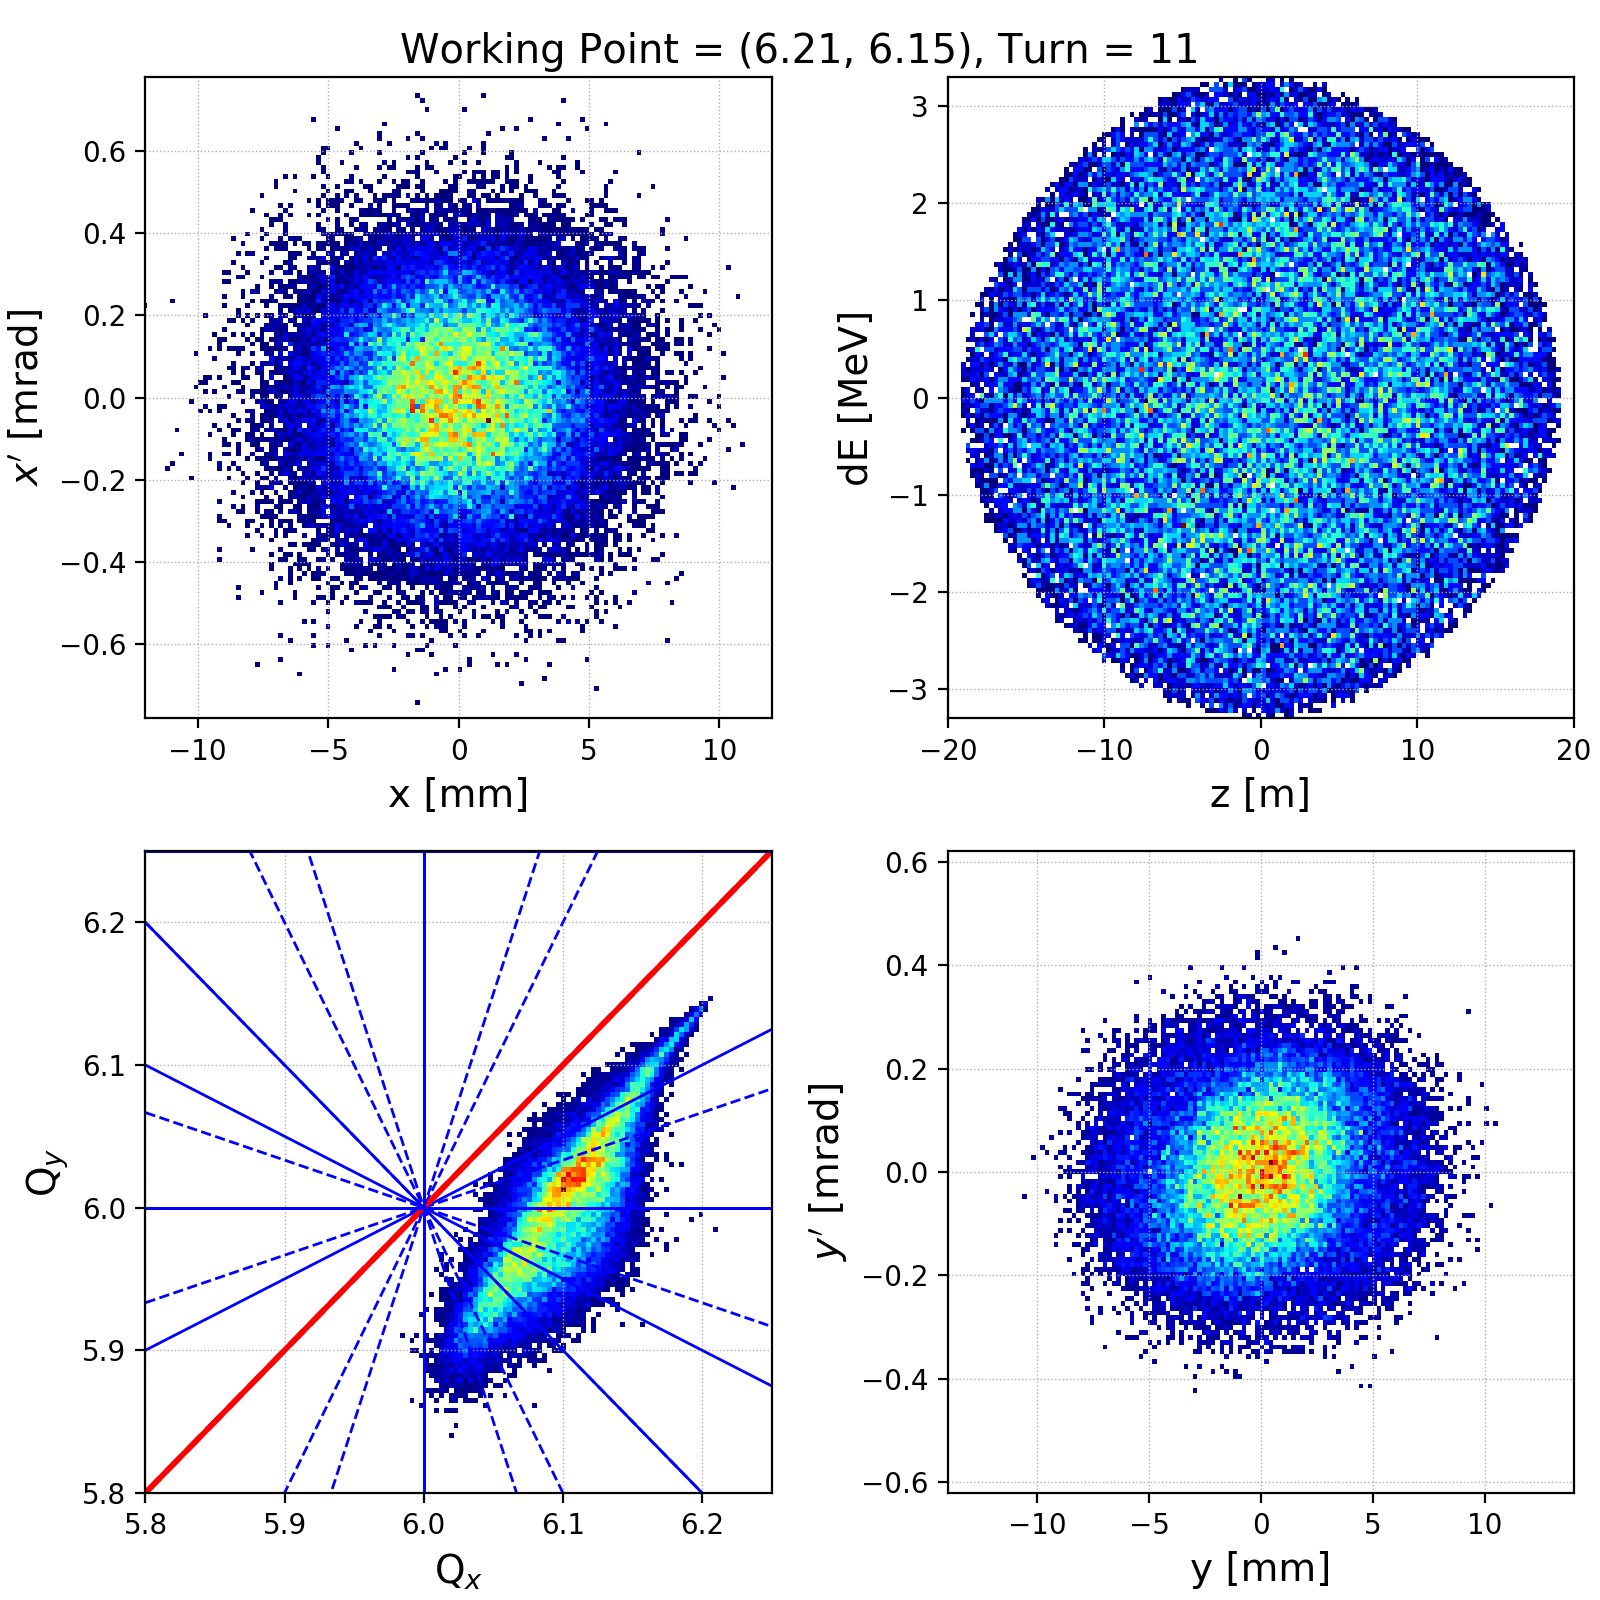 Working Point = (6.21, 6.15), Turn = 11
0.6
0.4
0.2
0.0
−0.2
−0.4
−0.6
x′ [mrad]
−10 −5 0 5 10
x [mm]
3
2
1
0
−1
−2
−3
dE [MeV]
−20 −10 0 10 20
z [m]
6.2
6.1
6.0
5.9
5.8
Qy
5.8 5.9 6.0 6.1 6.2
Qx
0.6
0.4
0.2
0.0
−0.2
−0.4
−0.6
y′ [mrad]
−10 −5 0 5 10
y [mm]